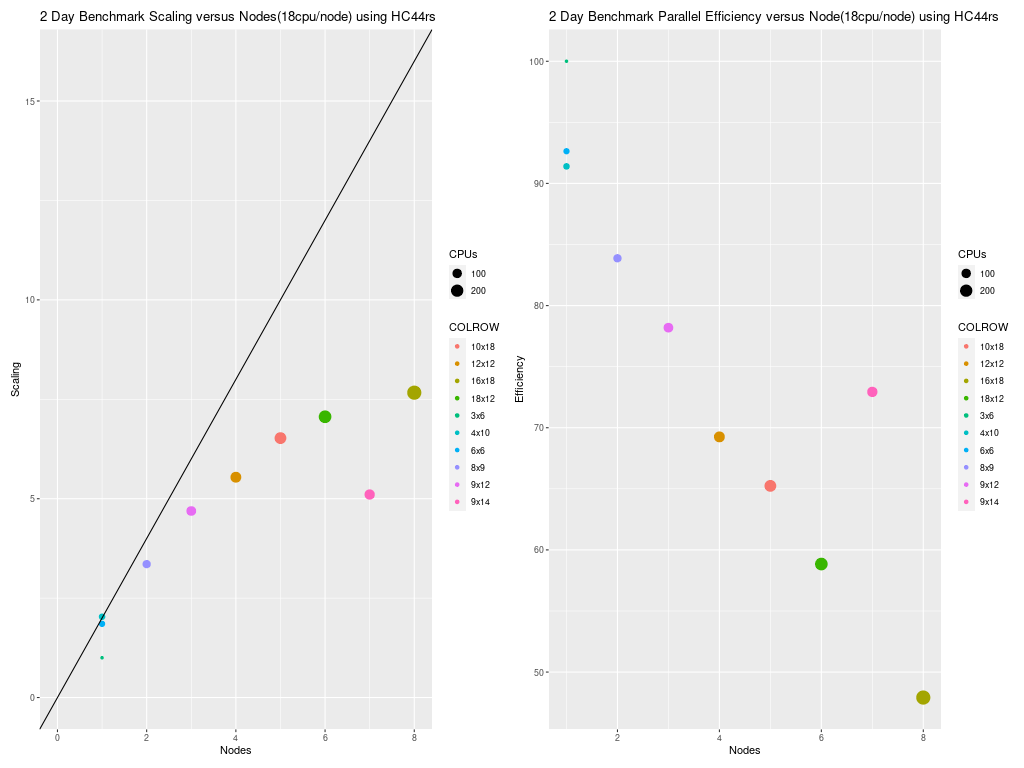 2 Day Benchmark Scaling versus Nodes(18cpu/node) using HC44rs
Scaling
15
10
5
0
0 2 4 6 8
Nodes
CPUs
100
200
COLROW
10x18
12x12
16x18
18x12
3x6
4x10
6x6
8x9
9x12
9x14
2 Day Benchmark Parallel Efficiency versus Node(18cpu/node) using HC44rs
Efficiency
100
90
80
70
60
50
2 4 6 8
Nodes
CPUs
100
200
COLROW
10x18
12x12
16x18
18x12
3x6
4x10
6x6
8x9
9x12
9x14